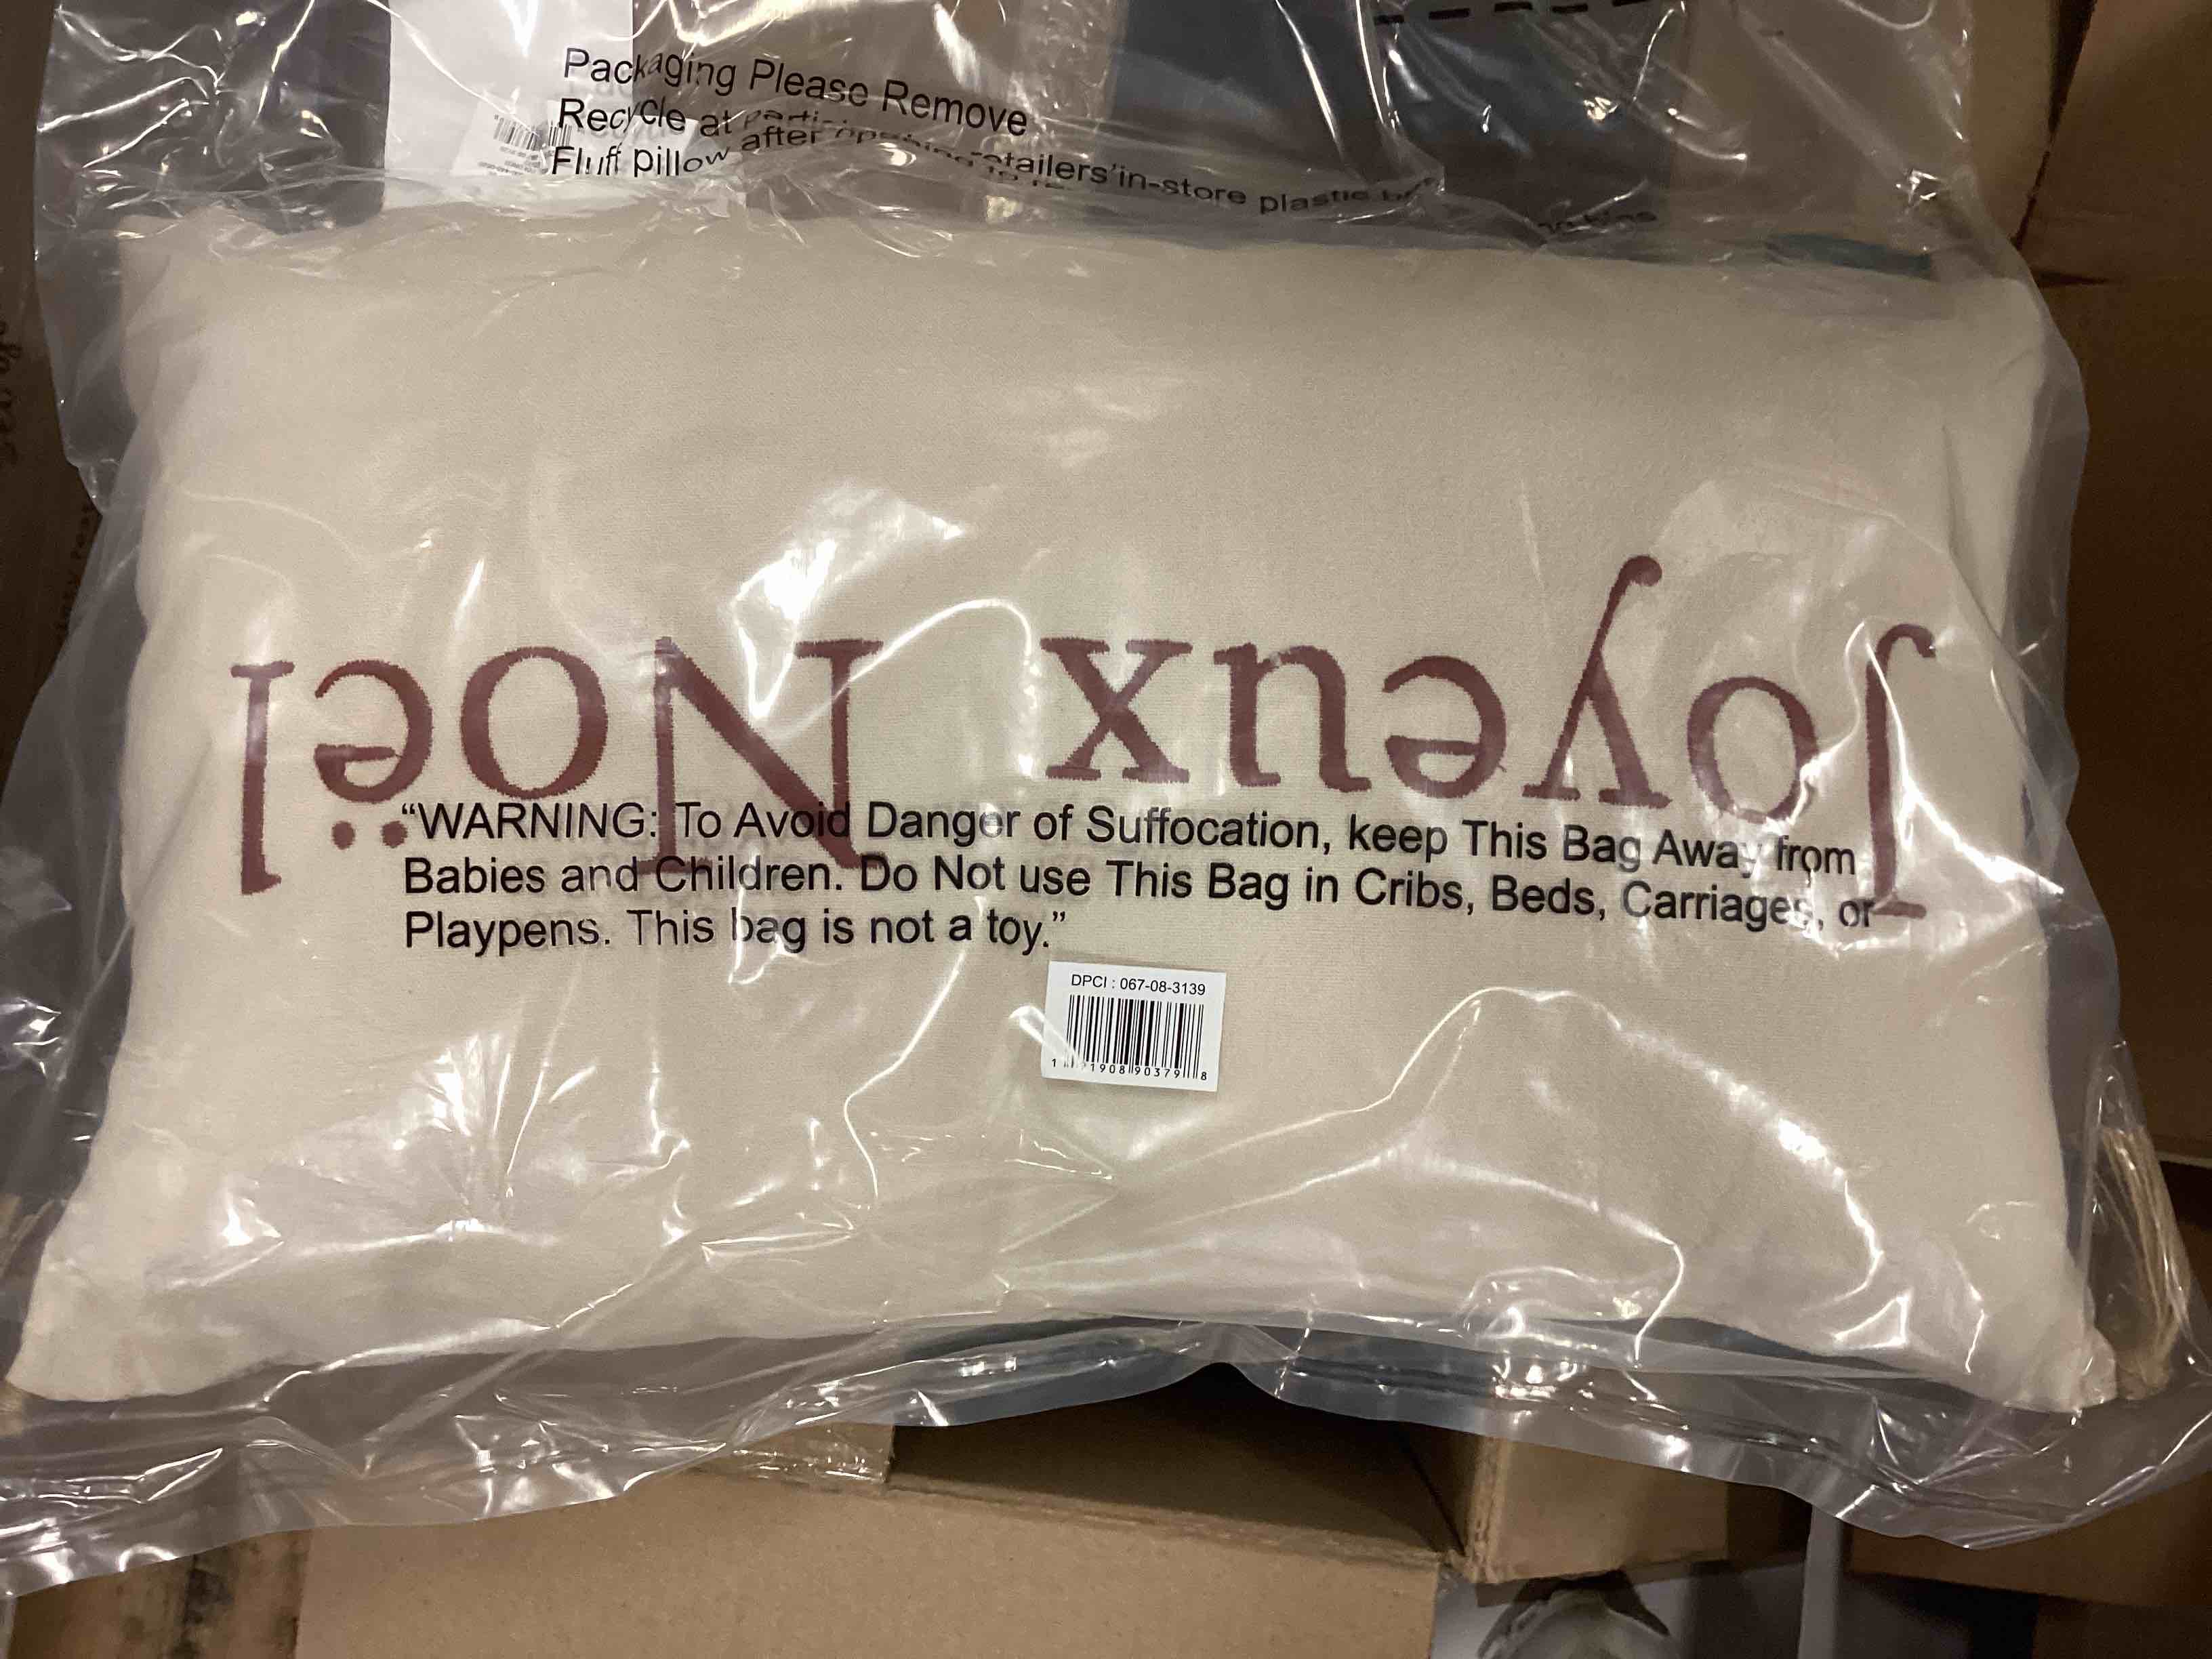 Packaging Please Remove
Recycle at retailers' in-store plastic
Fluff pillow after
Joyeux Noël
“WARNING: To Avoid Danger of Suffocation, keep This Bag Away from
Babies and Children. Do Not use This Bag in Cribs, Beds, Carriages, or
Playpens. This bag is not a toy.”
DPCI : 067-08-3139